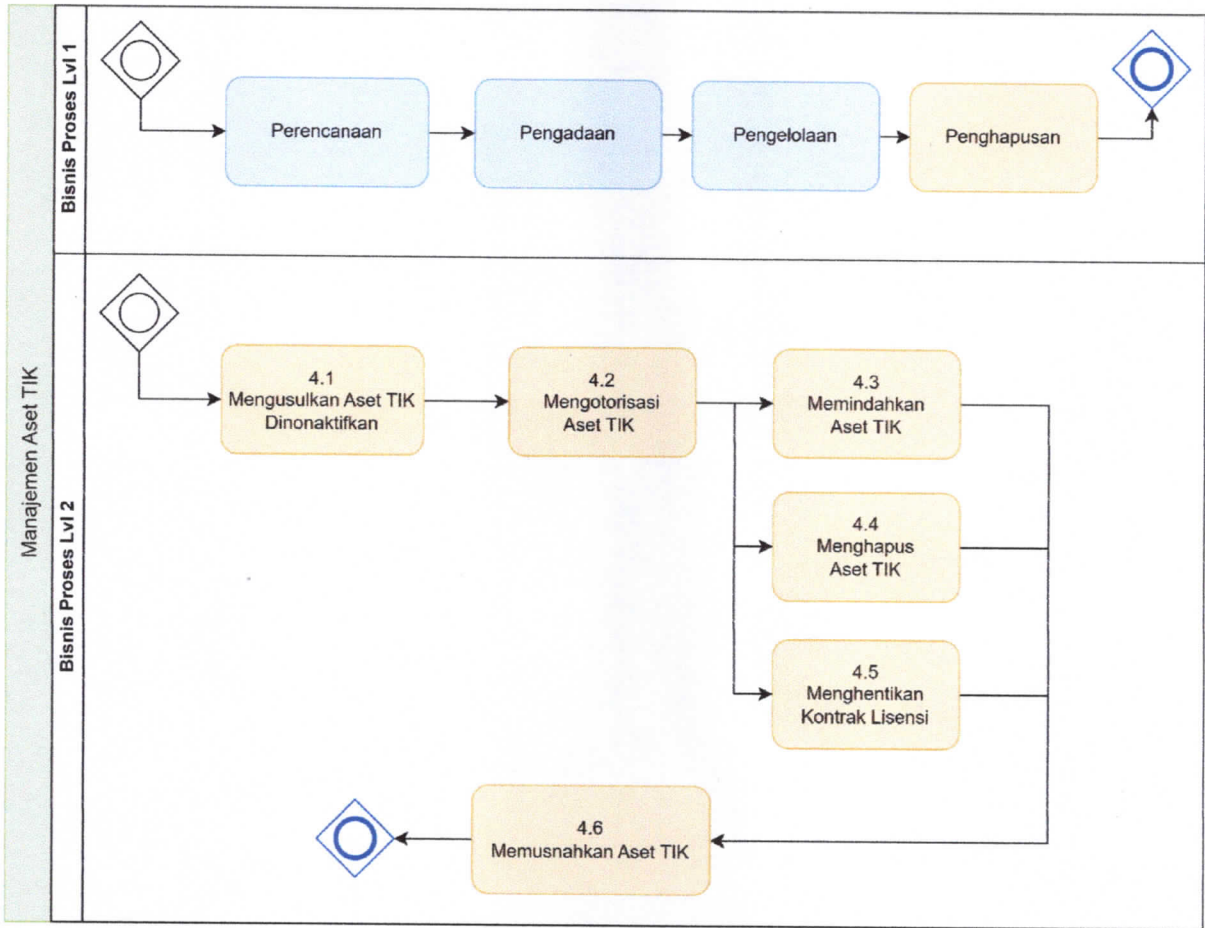 Manajemen Aset TIK
Bisnis Proses Lvl 1
Perencanaan
Pengadaan
Pengelolaan
Penghapusan
Bisnis Proses Lvl 2
4.1
Mengusulkan Aset TIK
Dinonaktifkan
4.2
Mengotorisasi
Aset TIK
4.3
Memindahkan
Aset TIK
4.4
Menghapus
Aset TIK
4.5
Menghentikan
Kontrak Lisensi
4.6
Memusnahkan Aset TIK